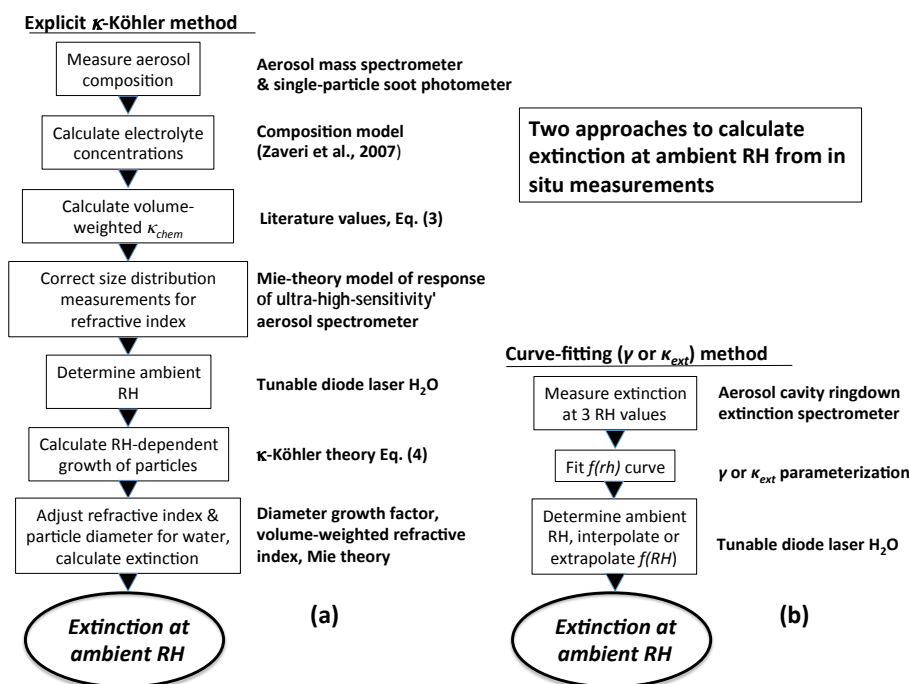 Explicit κ-Köhler method
Measure aerosol
composition
Aerosol mass spectrometer
& single-particle soot photometer
Calculate electrolyte
concentrations
Composition model
(Zaveri et al., 2007)
Calculate volume-
weighted κchem
Literature values, Eq. (3)
Correct size distribution
measurements for
refractive index
Mie-theory model of response
of ultra-high-sensitivity'
aerosol spectrometer
Determine ambient
RH
Tunable diode laser H2O
Calculate RH-dependent
growth of particles
κ-Köhler theory Eq. (4)
Adjust refractive index &
particle diameter for water,
calculate extinction
Diameter growth factor,
volume-weighted refractive
index, Mie theory
Extinction at
ambient RH
(a)
Two approaches to calculate
extinction at ambient RH from in
situ measurements
Curve-fitting (γ or κext) method
Measure extinction
at 3 RH values
Aerosol cavity ringdown
extinction spectrometer
Fit f(rh) curve
γ or κext parameterization
Determine ambient
RH, interpolate or
extrapolate f(RH)
Tunable diode laser H2O
Extinction at
ambient RH
(b)